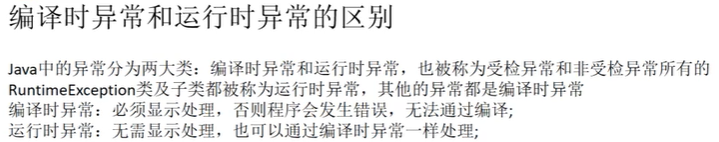 编译时异常和运行时异常的区别
Java中的异常分为两大类：编译时异常和运行时异常，也被称为受检异常和非受检异常所有的
RuntimeException类及子类都被称为运行时异常，其他的异常都是编译时异常
编译时异常：必须显示处理，否则程序会发生错误，无法通过编译;
运行时异常：无需显示处理，也可以通过编译时异常一样处理;